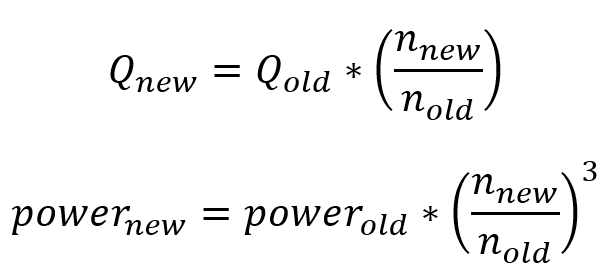 Q_new = Q_old * (n_new / n_old)
power_new = power_old * (n_new / n_old)^3